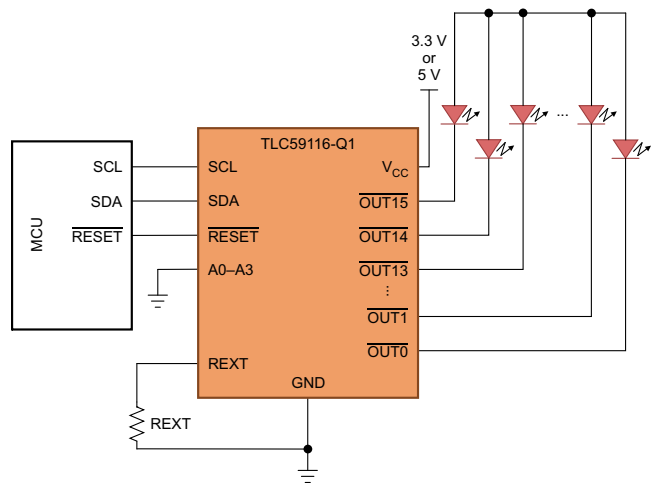 3.3 V
or
5 V
TLC59116-Q1
MCU
SCL
SDA
RESET
SCL
SDA
RESET
A0–A3
REXT
GND
VCC
OUT15
OUT14
OUT13
...
OUT1
OUT0
...
REXT